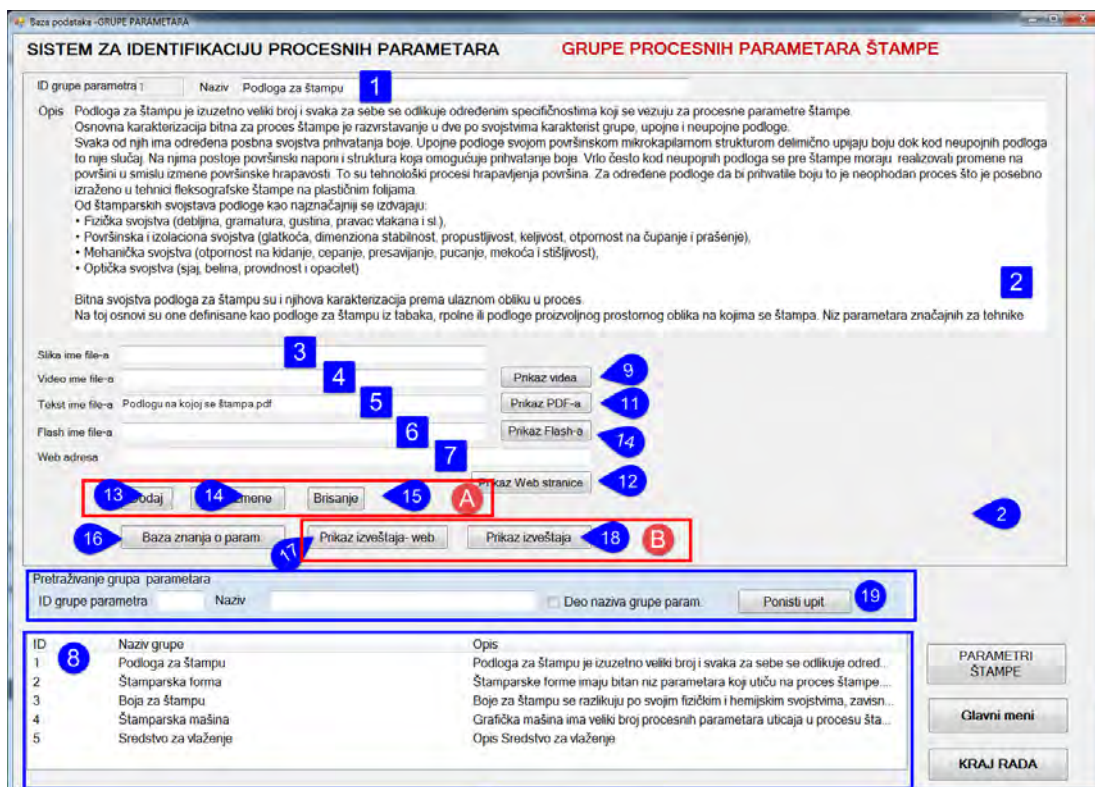 Baza podataka -GRUPE PARAMETARA
SISTEM ZA IDENTIFIKACIJU PROCESNIH PARAMETARA GRUPE PROCESNIH PARAMETARA ŠTAMPE
ID grupe parametra 1 Naziv Podloga za štampu 1
Opis Podloga za štampu je izuzetno veliki broj i svaka za sebe se odlikuje određenim specifičnostima koji se vezuju za procesne parametre štampe.
Osnovna karakterizacija bitna za proces štampe je razvrstavanje u dve po svojstvima karakterist grupe, upojne i neupojne podloge.
Svaka od njih ima određena posbna svojstva prihvatanja boje. Upojne podloge svojom površinskom mikrokapilarnom strukturom delimično upijaju boju dok kod neupojnih podloga
to nije slučaj. Na njima postoje površinski naponi i struktura koja omogućuje prihvatanje boje. Vrlo često kod neupojnih podloga se pre štampe moraju realizovati promene na
površini u smislu izmene površinske hrapavosti. To su tehnološki procesi hrapavljenja površina. Za određene podloge da bi prihvatile boju to je neophodan proces što je posebno
izraženo u tehnici fleksografske štampe na plastičnim folijama.
Od štamparskih svojstava podloge kao najznačajniji se izdvajaju:
• Fizička svojstva (debljina, gramatura, gustina, pravac vlakana i sl.),
• Površinska i izolaciona svojstva (glatkoća, dimenziona stabilnost, propustljivost, keljivost, otpornost na čupanje i prašenje),
• Mehanička svojstva (otpornost na kidanje, cepanje, presavijanje, pucanje, mekoća i stišljivost),
• Optička svojstva (sjaj, belina, providnost i opacitet)
2
Bitna svojstva podloga za štampu su i njihova karakterizacija prema ulaznom obliku u proces.
Na toj osnovi su one definisane kao podloge za štampu iz tabaka, rpolne ili podloge proizvoljnog prostornog oblika na kojima se štampa. Niz parametara značajnih za tehnike
Slika ime file-a 3
Video ime file-a 4 Prikaz videa 9
Tekst ime file-a Podlogu na kojoj se štampa.pdf 5 Prikaz PDF-a 11
Flash ime file-a 6 Prikaz Flash-a 14
Web adresa 7
Prikaz Web stranice 12
13 Dodaj 14 mene Brisanje 15 A
2
16 Baza znanja o param. 17 Prikaz izveštaja- web Prikaz izveštaja 18 B
Pretraživanje grupa parametara
ID grupe parametra Naziv Deo naziva grupe param. Ponisti upit 19
ID Naziv grupe Opis
8
1 Podloga za štampu Podloga za štampu je izuzetno veliki broj i svaka za sebe se odlikuje određ...
2 Štamparska forma Štamparske forme imaju bitan niz parametara koji utiču na proces štampe....
3 Boja za štampu Boje za štampu se razlikuju po svojim fizičkim i hemijskim svojstvima, zavisn...
4 Štamparska mašina Grafička mašina ima veliki broj procesnih parametara uticaja u procesu šta...
5 Sredstvo za vlaženje Opis Sredstvo za vlaženje
PARAMETRI
ŠTAMPE
Glavni meni
KRAJ RADA